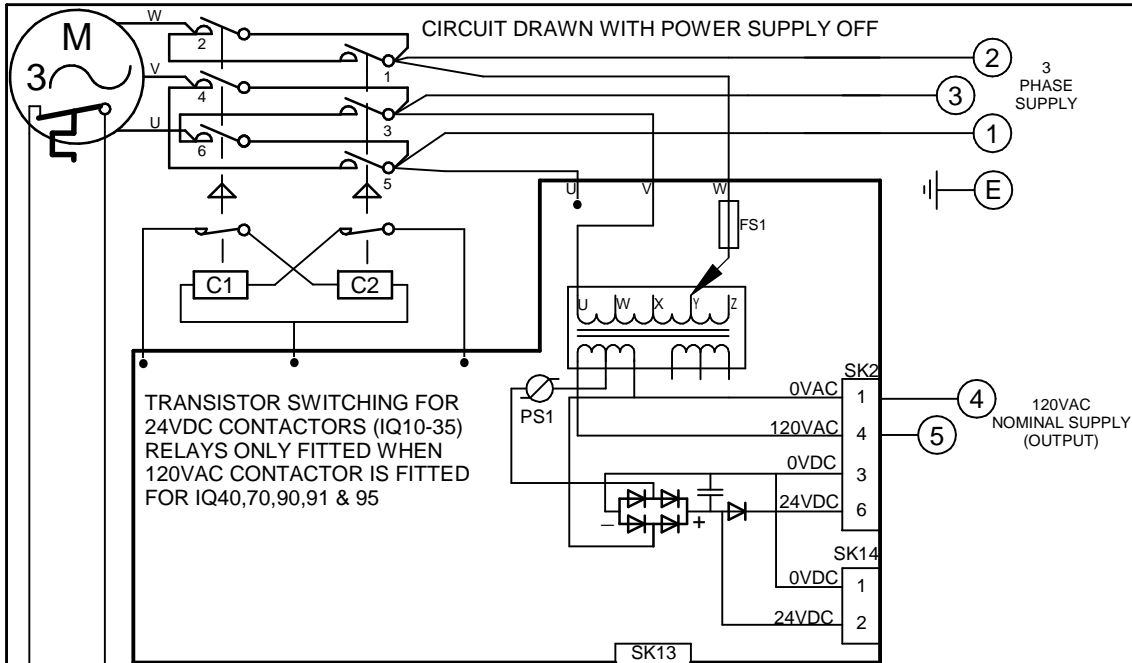 CIRCUIT DRAWN WITH POWER SUPPLY OFF
M
3
W
V
U
2
4
6
1
3
5
2
3
1
E
3
PHASE
SUPPLY
U
V
W
FS1
C1
C2
U
W
X
Y
Z
TRANSISTOR SWITCHING FOR
24VDC CONTACTORS (IQ10-35)
RELAYS ONLY FITTED WHEN
120VAC CONTACTOR IS FITTED
FOR IQ40,70,90,91 & 95
PS1
SK2
0VAC
1
120VAC
4
0VDC
3
24VDC
6
4
5
120VAC
NOMINAL SUPPLY
(OUTPUT)
– +
SK14
0VDC
1
24VDC
2
SK13